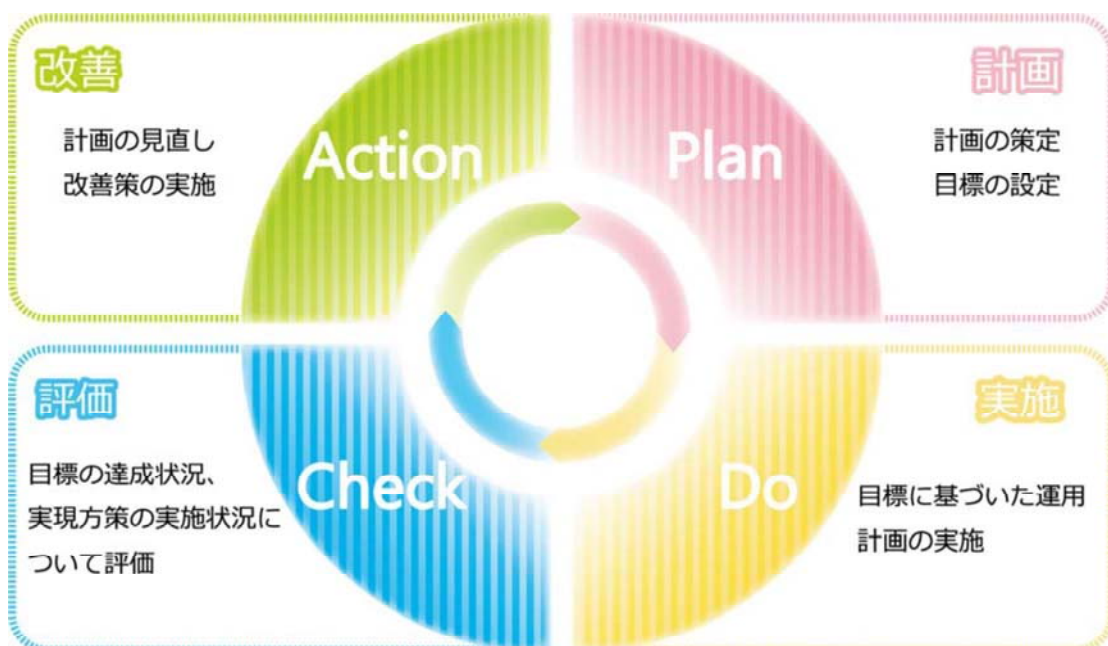 改善
計画の見直し
改善策の実施
Action
Plan
計画
計画の策定
目標の設定
評価
目標の達成状況、
実現方策の実施状況に
ついて評価
Check
Do
実施
目標に基づいた運用
計画の実施